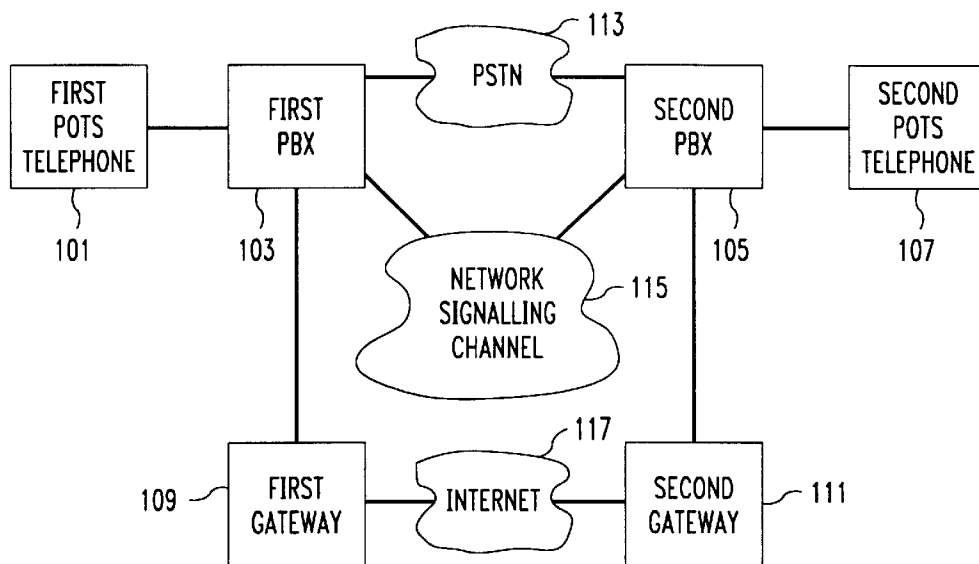 113
PSTN
FIRST
POTS
TELEPHONE
101
FIRST
PBX
103
SECOND
PBX
105
SECOND
POTS
TELEPHONE
107
NETWORK
SIGNALLING
CHANNEL
115
109
FIRST
GATEWAY
117
INTERNET
SECOND
GATEWAY
111